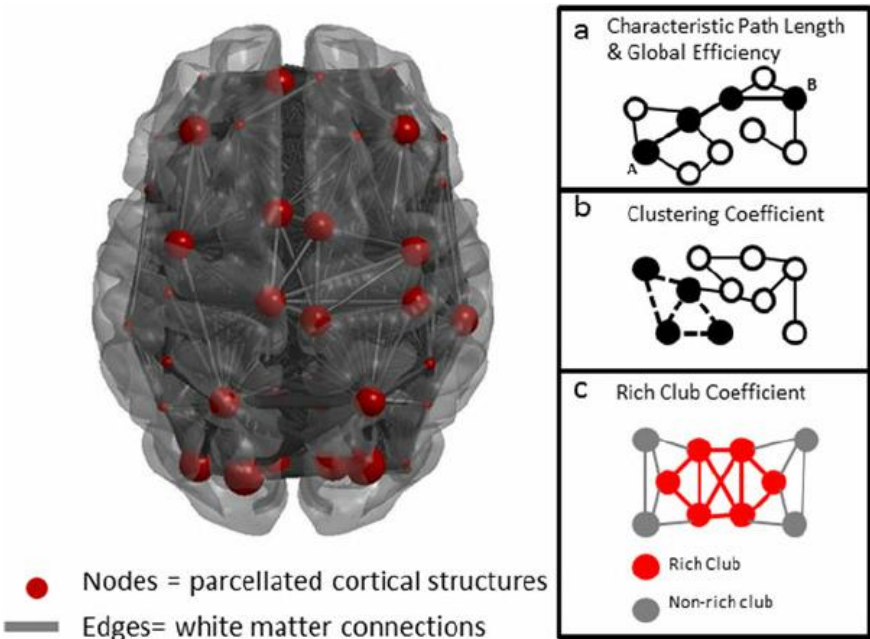 Nodes = parcellated cortical structures
Edges= white matter connections
a
Characteristic Path Length
& Global Efficiency
B
A
b
Clustering Coefficient
c
Rich Club Coefficient
Rich Club
Non-rich club